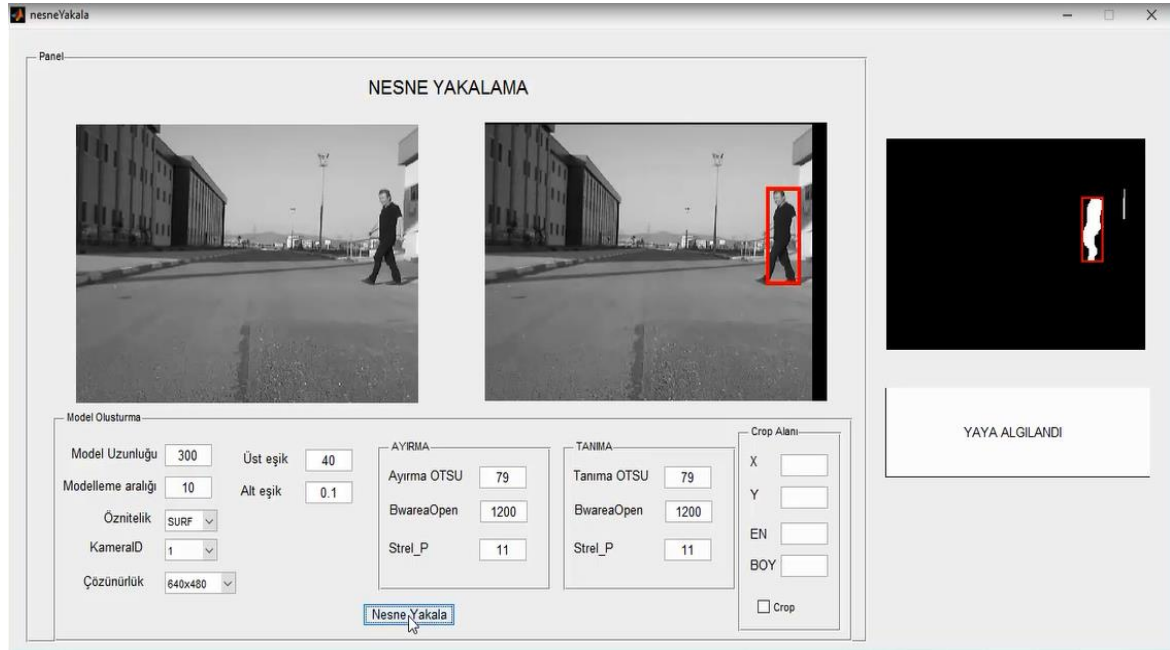 nesneYakala
Panel
NESNE YAKALAMA
YAYA ALGILANDI
Model Olusturma
Model Uzunluğu 300
Modelleme aralığı 10
Öznitelik SURF
KameraID 1
Çözünürlük 640x480
Üst eşik 40
Alt eşik 0.1
AYIRMA
Ayırma OTSU 79
BwareaOpen 1200
Strel_P 11
TANIMA
Tanıma OTSU 79
BwareaOpen 1200
Strel_P 11
Crop Alanı
X
Y
EN
BOY
Crop
Nesne Yakala